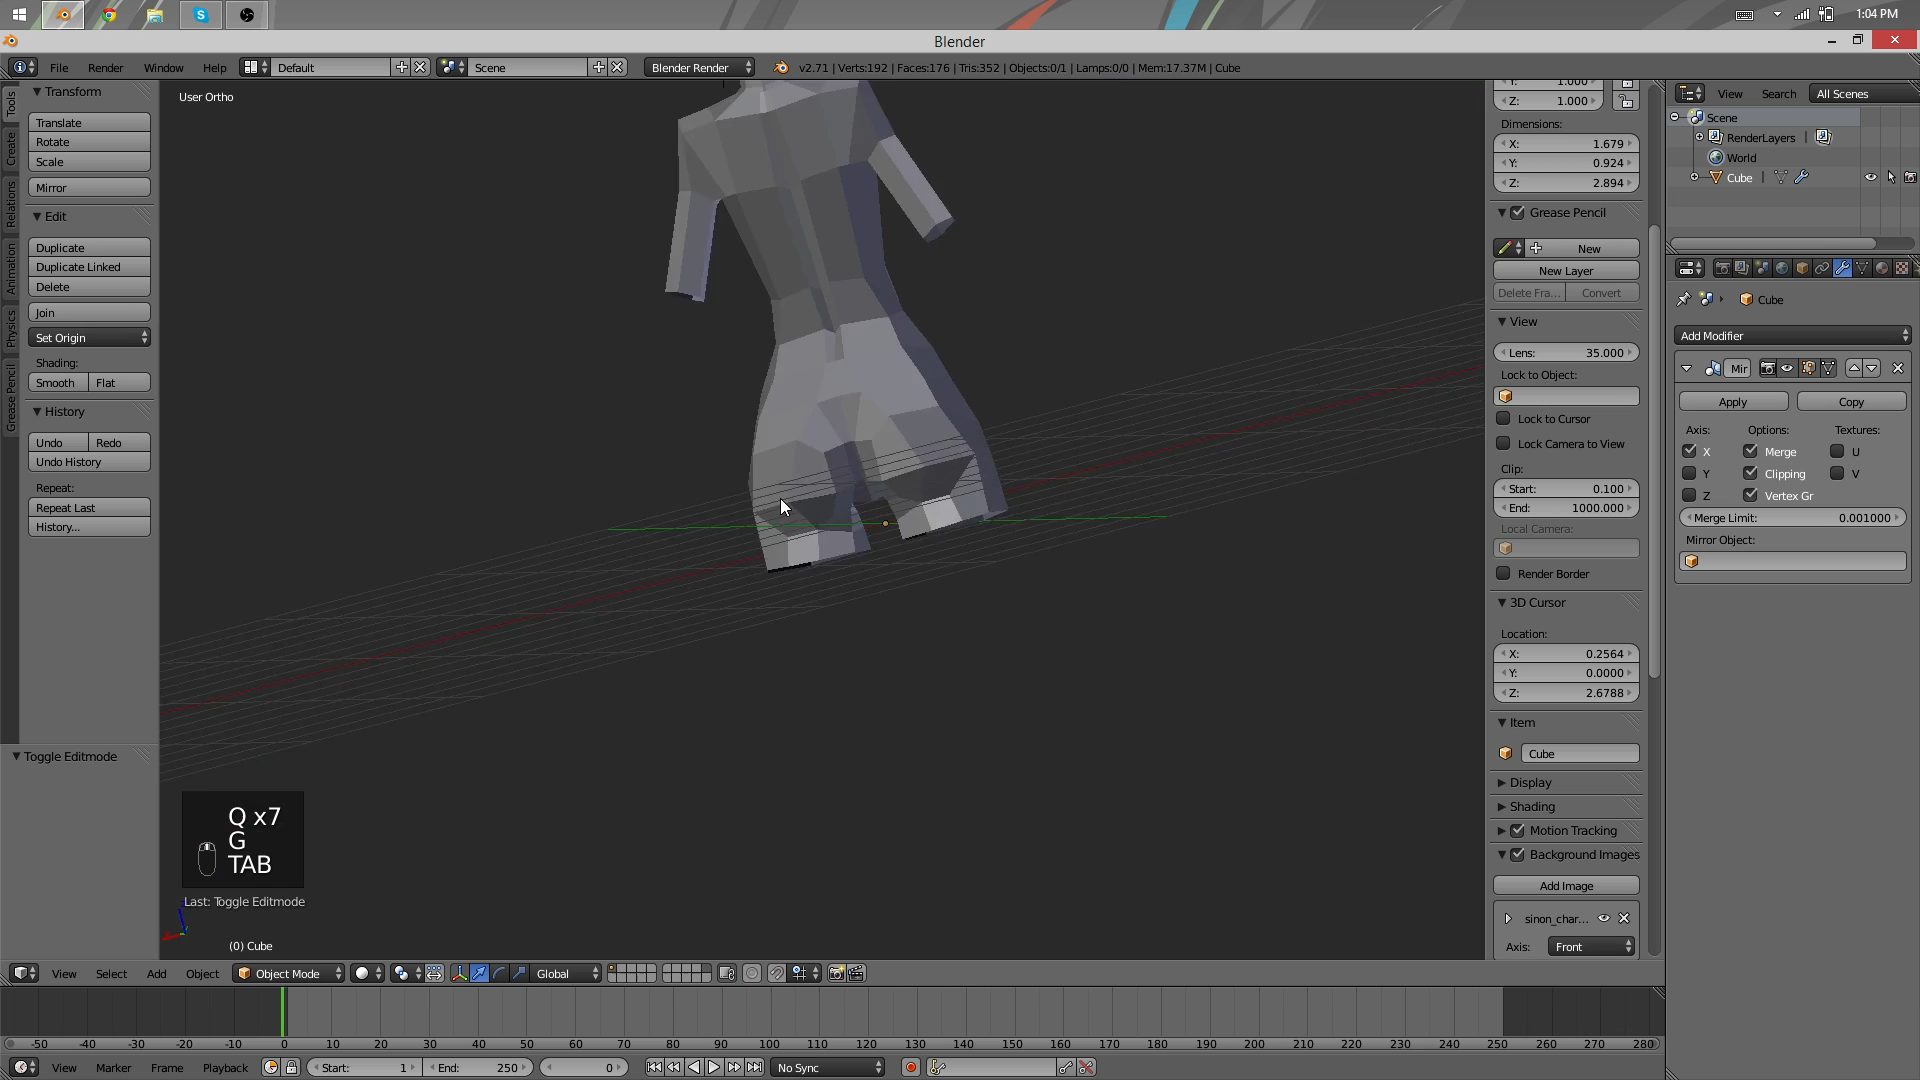 1:04 PM
Blender
File Render Window Help Default Scene Blender Render v2.71 | Verts:192 | Faces:176 | Tris:352 | Objects:0/1 | Lamps:0/0 | Mem:17.37M | Cube
Tools
Create
Relations
Animation
Physics
Grease Pencil
Transform
Translate
Rotate
Scale
Mirror
Edit
Duplicate
Duplicate Linked
Delete
Join
Set Origin
Shading:
Smooth Flat
History
Undo Redo
Undo History
Repeat:
Repeat Last
History...
Toggle Editmode
User Ortho
Q x7
G
TAB
Last: Toggle Editmode
(0) Cube
Y: 1.000
Z: 1.000
Dimensions:
X: 1.679
Y: 0.924
Z: 2.894
Grease Pencil
New
New Layer
Delete Fra... Convert
View
Lens: 35.000
Lock to Object:
Lock to Cursor
Lock Camera to View
Clip:
Start: 0.100
End: 1000.000
Local Camera:
Render Border
3D Cursor
Location:
X: 0.2564
Y: 0.0000
Z: 2.6788
Item
Cube
Display
Shading
Motion Tracking
Background Images
Add Image
sinon_char...
Axis: Front
View Search All Scenes
Scene
RenderLayers |
World
Cube |
Cube
Add Modifier
Mir
Apply Copy
Axis: Options: Textures:
X Merge U
Y Clipping V
Z Vertex Gr
Merge Limit: 0.001000
Mirror Object:
View Select Add Object Object Mode Global
-50 -40 -30 -20 -10 0 10 20 30 40 50 60 70 80 90 100 110 120 130 140 150 160 170 180 190 200 210 220 230 240 250 260 270 280
View Marker Frame Playback Start: 1 End: 250 0 No Sync